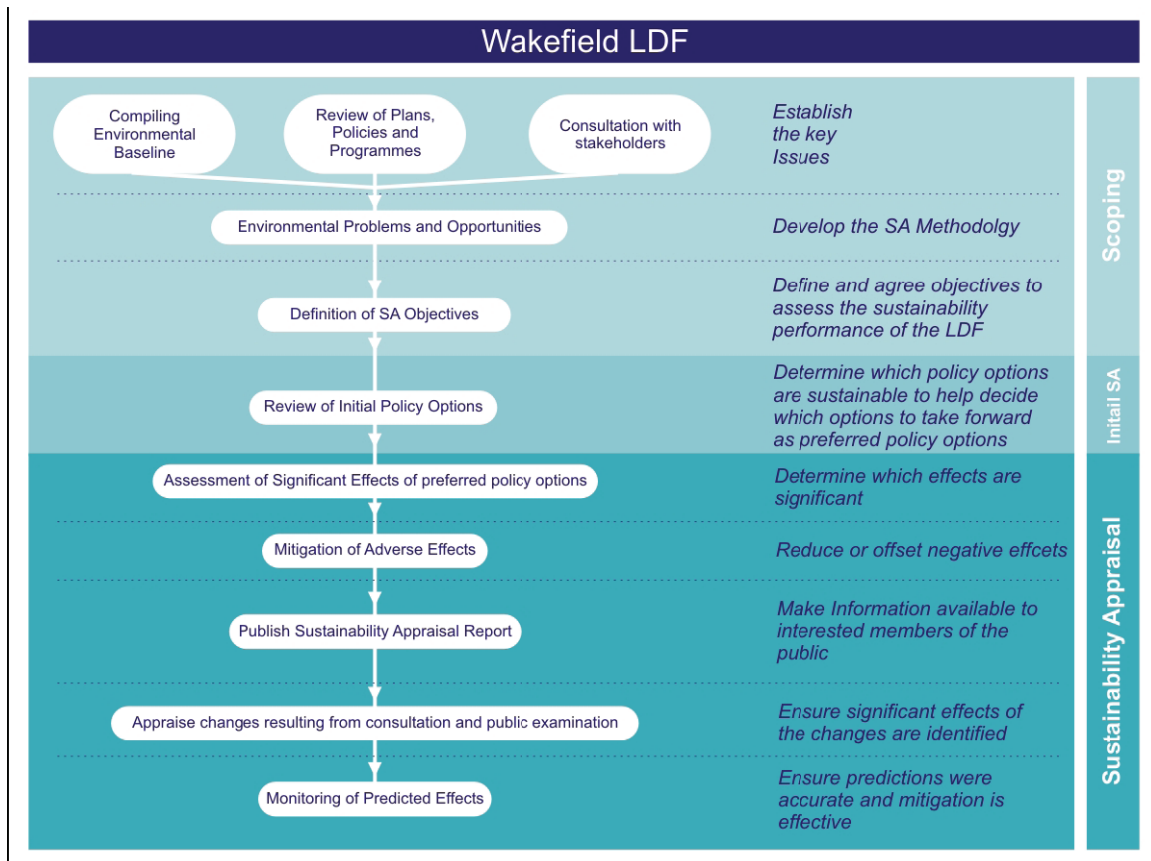 Wakefield LDF
Compiling
Environmental
Baseline
Review of Plans,
Policies and
Programmes
Consultation with
stakeholders
Establish
the key
Issues
Environmental Problems and Opportunities
Develop the SA Methodolgy
Definition of SA Objectives
Define and agree objectives to
assess the sustainability
performance of the LDF
Scoping
Review of Initial Policy Options
Determine which policy options
are sustainable to help decide
which options to take forward
as preferred policy options
Initail SA
Assessment of Significant Effects of preferred policy options
Determine which effects are
significant
Mitigation of Adverse Effects
Reduce or offset negative effcets
Publish Sustainability Appraisal Report
Make Information available to
interested members of the
public
Appraise changes resulting from consultation and public examination
Ensure significant effects of
the changes are identified
Monitoring of Predicted Effects
Ensure predictions were
accurate and mitigation is
effective
Sustainability Appraisal